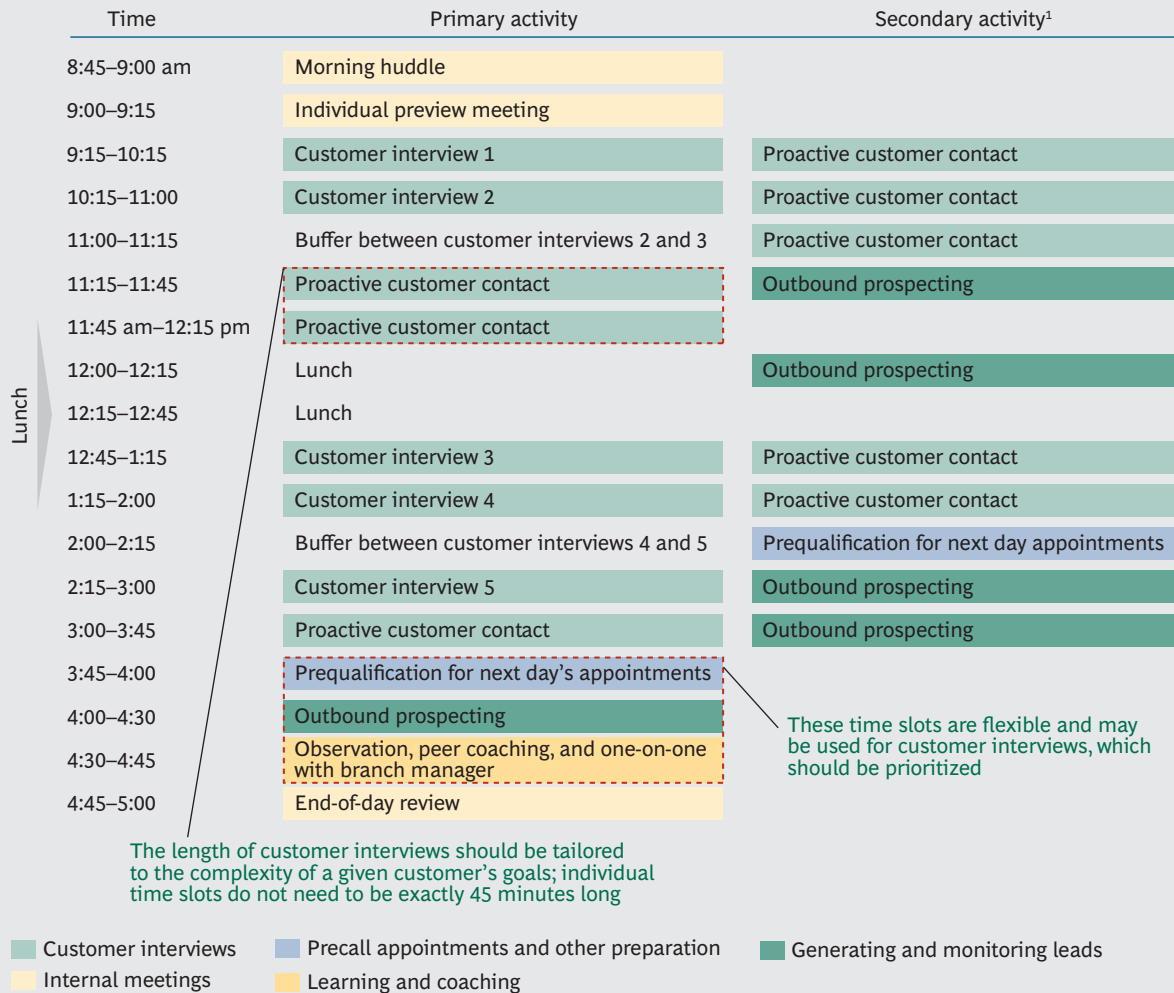 Time Primary activity Secondary activity¹
8:45–9:00 am Morning huddle
9:00–9:15 Individual preview meeting
9:15–10:15 Customer interview 1 Proactive customer contact
10:15–11:00 Customer interview 2 Proactive customer contact
11:00–11:15 Buffer between customer interviews 2 and 3 Proactive customer contact
11:15–11:45 Proactive customer contact Outbound prospecting
11:45 am–12:15 pm Proactive customer contact
12:00–12:15 Lunch Outbound prospecting
Lunch
12:15–12:45 Lunch
12:45–1:15 Customer interview 3 Proactive customer contact
1:15–2:00 Customer interview 4 Proactive customer contact
2:00–2:15 Buffer between customer interviews 4 and 5 Prequalification for next day appointments
2:15–3:00 Customer interview 5 Outbound prospecting
3:00–3:45 Proactive customer contact Outbound prospecting
3:45–4:00 Prequalification for next day’s appointments
4:00–4:30 Outbound prospecting
4:30–4:45 Observation, peer coaching, and one-on-one
with branch manager
4:45–5:00 End-of-day review
These time slots are flexible and may
be used for customer interviews, which
should be prioritized
The length of customer interviews should be tailored
to the complexity of a given customer’s goals; individual
time slots do not need to be exactly 45 minutes long
Customer interviews Precall appointments and other preparation Generating and monitoring leads
Internal meetings Learning and coaching